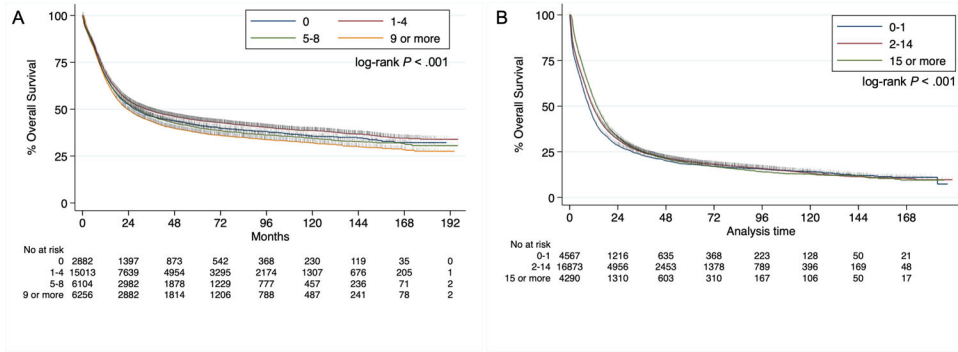 A
0
1-4
5-8
9 or more
log-rank P < .001
100
75
50
25
0
% Overall Survival
0 24 48 72 96 120 144 168 192
Months
No at risk
0 2882 1397 873 542 368 230 119 35 0
1-4 15013 7639 4954 3295 2174 1307 676 205 1
5-8 6104 2982 1878 1229 777 457 236 71 2
9 or more 6256 2882 1814 1206 788 487 241 78 2
B
0-1
2-14
15 or more
log-rank P < .001
100
75
50
25
0
% Overall Survival
0 24 48 72 96 120 144 168
Analysis time
No at risk
0-1 4567 1216 635 368 223 128 50 21
2-14 16873 4956 2453 1378 789 396 169 48
15 or more 4290 1310 603 310 167 106 50 17